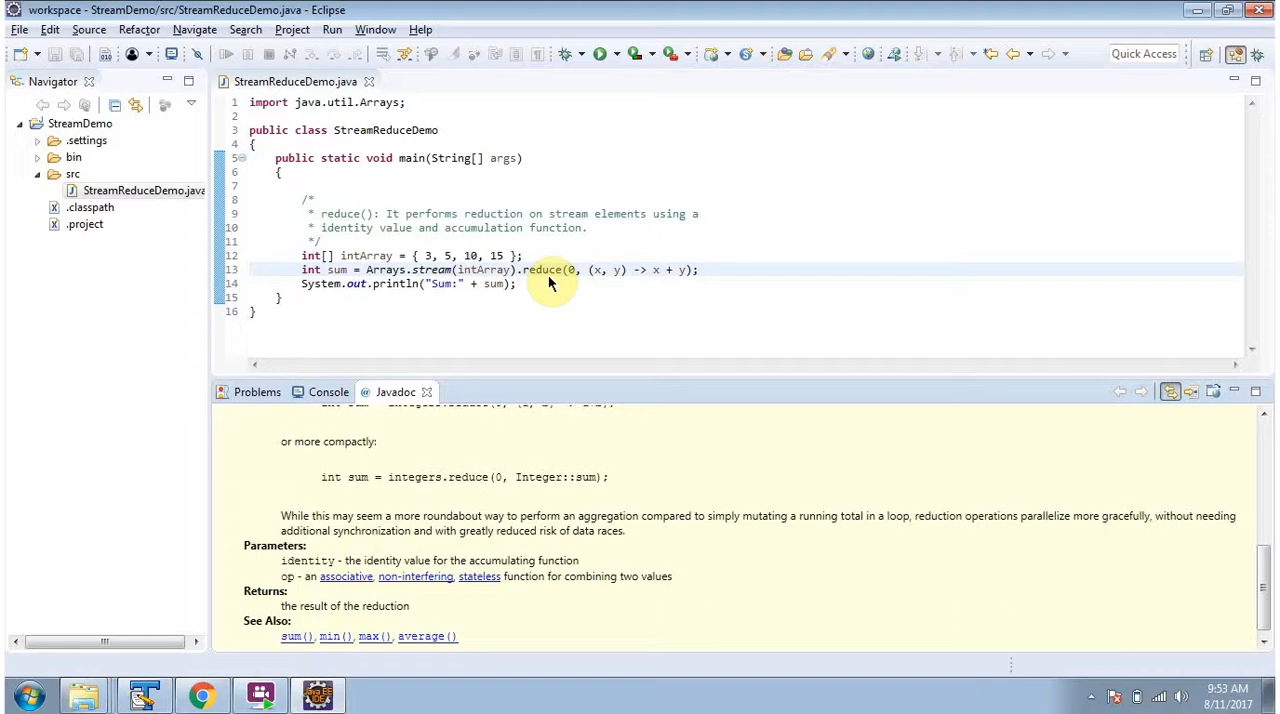 workspace - StreamDemo/src/StreamReduceDemo.java - Eclipse
File Edit Source Refactor Navigate Search Project Run Window Help
Quick Access
Navigator
StreamDemo
.settings
bin
src
StreamReduceDemo.java
.classpath
.project
StreamReduceDemo.java
1 import java.util.Arrays;
2
3 public class StreamReduceDemo
4 {
5 public static void main(String[] args)
6 {
7
8 /*
9 * reduce(): It performs reduction on stream elements using a
10 * identity value and accumulation function.
11 */
12 int[] intArray = { 3, 5, 10, 15 };
13 int sum = Arrays.stream(intArray).reduce(0, (x, y) -> x + y);
14 System.out.println("Sum:" + sum);
15 }
16 }
Problems Console @ Javadoc
or more compactly:
int sum = integers.reduce(0, Integer::sum);
While this may seem a more roundabout way to perform an aggregation compared to simply mutating a running total in a loop, reduction operations parallelize more gracefully, without needing
additional synchronization and with greatly reduced risk of data races.
Parameters:
identity - the identity value for the accumulating function
op - an associative, non-interfering, stateless function for combining two values
Returns:
the result of the reduction
See Also:
sum(), min(), max(), average()
Java EE
IDE
9:53 AM
8/11/2017